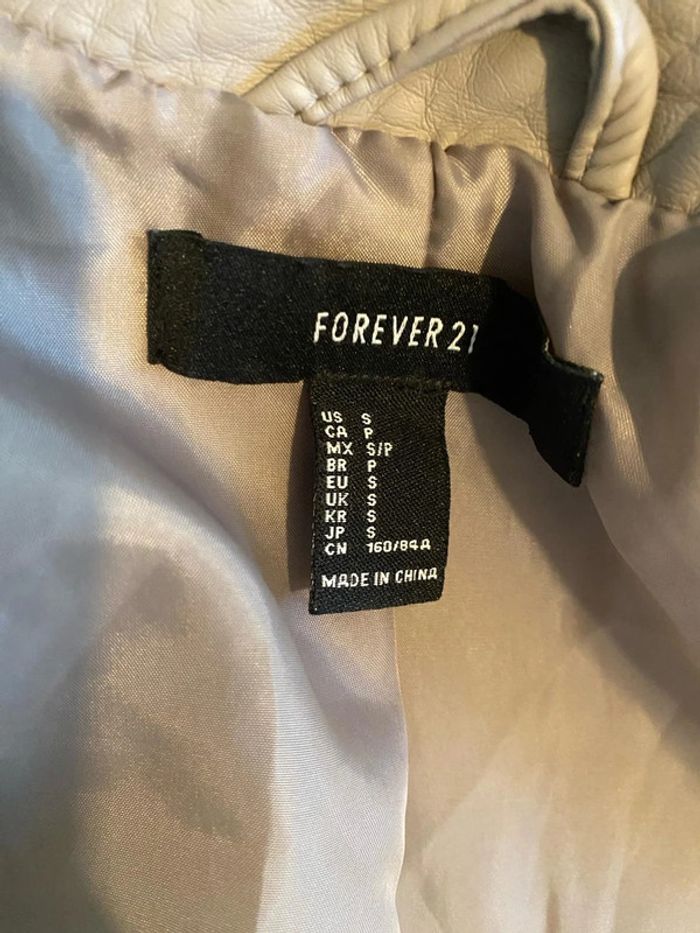 FOREVER 21
US S
CA P
MX S/P
BR P
EU S
UK S
KR S
JP S
CN 160/84A
MADE IN CHINA